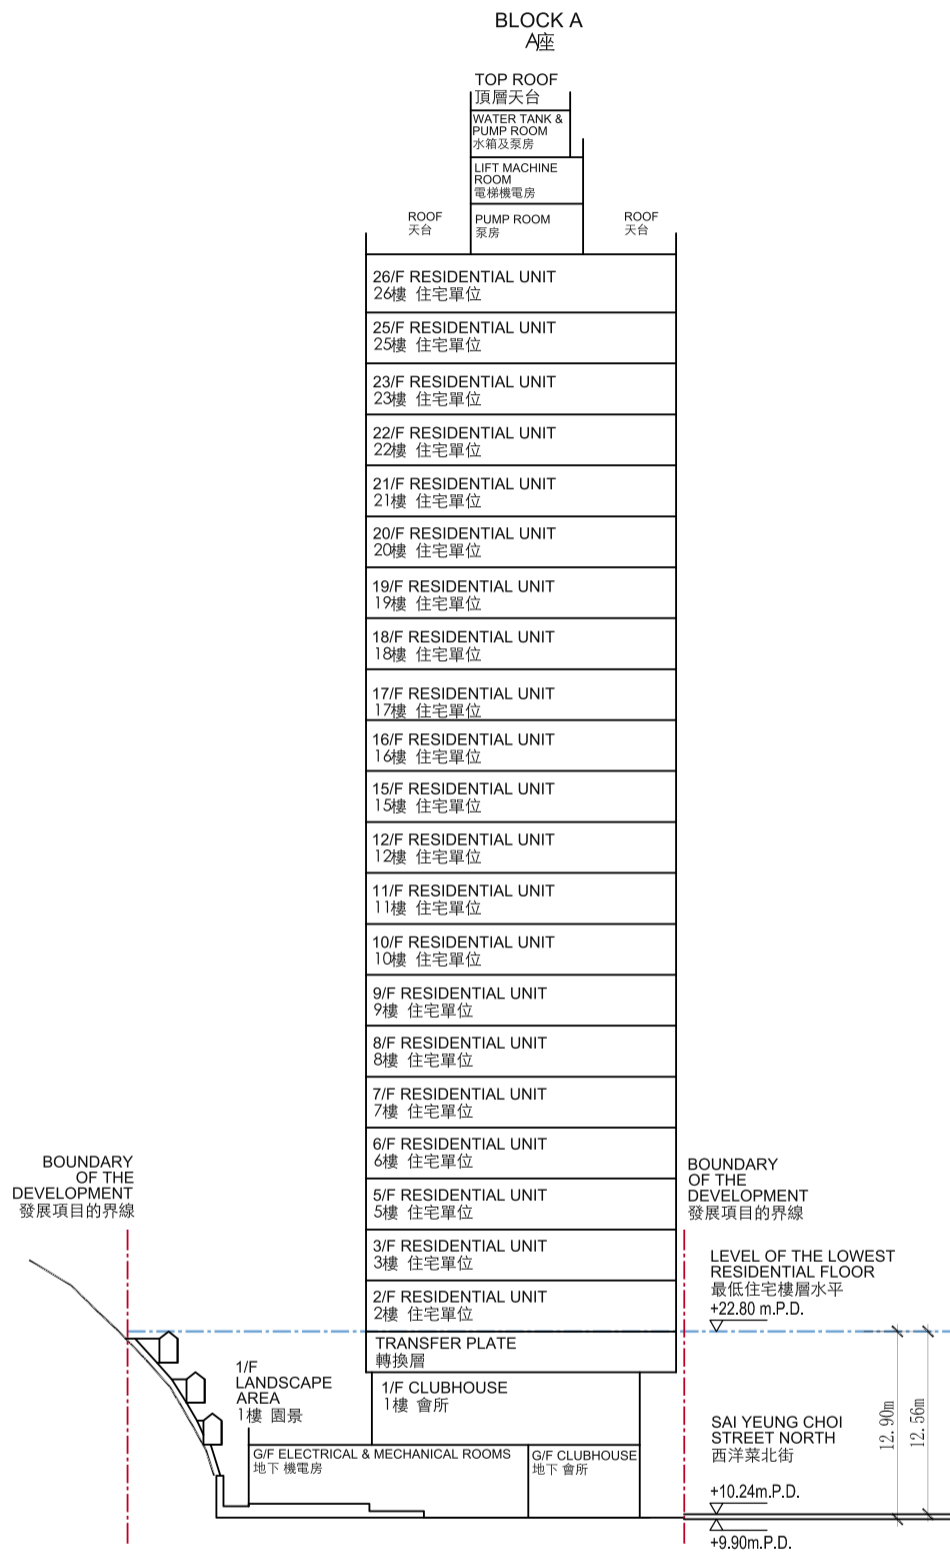 BLOCK A
A座
TOP ROOF
頂層天台
WATER TANK &
PUMP ROOM
水箱及泵房
LIFT MACHINE
ROOM
電梯機電房
ROOF
天台
PUMP ROOM
泵房
ROOF
天台
26/F RESIDENTIAL UNIT
26樓 住宅單位
25/F RESIDENTIAL UNIT
25樓 住宅單位
23/F RESIDENTIAL UNIT
23樓 住宅單位
22/F RESIDENTIAL UNIT
22樓 住宅單位
21/F RESIDENTIAL UNIT
21樓 住宅單位
20/F RESIDENTIAL UNIT
20樓 住宅單位
19/F RESIDENTIAL UNIT
19樓 住宅單位
18/F RESIDENTIAL UNIT
18樓 住宅單位
17/F RESIDENTIAL UNIT
17樓 住宅單位
16/F RESIDENTIAL UNIT
16樓 住宅單位
15/F RESIDENTIAL UNIT
15樓 住宅單位
12/F RESIDENTIAL UNIT
12樓 住宅單位
11/F RESIDENTIAL UNIT
11樓 住宅單位
10/F RESIDENTIAL UNIT
10樓 住宅單位
9/F RESIDENTIAL UNIT
9樓 住宅單位
8/F RESIDENTIAL UNIT
8樓 住宅單位
7/F RESIDENTIAL UNIT
7樓 住宅單位
6/F RESIDENTIAL UNIT
6樓 住宅單位
5/F RESIDENTIAL UNIT
5樓 住宅單位
3/F RESIDENTIAL UNIT
3樓 住宅單位
2/F RESIDENTIAL UNIT
2樓 住宅單位
TRANSFER PLATE
轉換層
BOUNDARY
OF THE
DEVELOPMENT
發展項目的界線
BOUNDARY
OF THE
DEVELOPMENT
發展項目的界線
LEVEL OF THE LOWEST
RESIDENTIAL FLOOR
最低住宅樓層水平
+22.80 m.P.D.
1/F
LANDSCAPE
AREA
1樓 園景
1/F CLUBHOUSE
1樓 會所
G/F ELECTRICAL & MECHANICAL ROOMS
地下 機電房
G/F CLUBHOUSE
地下 會所
SAI YEUNG CHOI
STREET NORTH
西洋菜北街
12.90m
12.56m
+10.24m.P.D.
+9.90m.P.D.